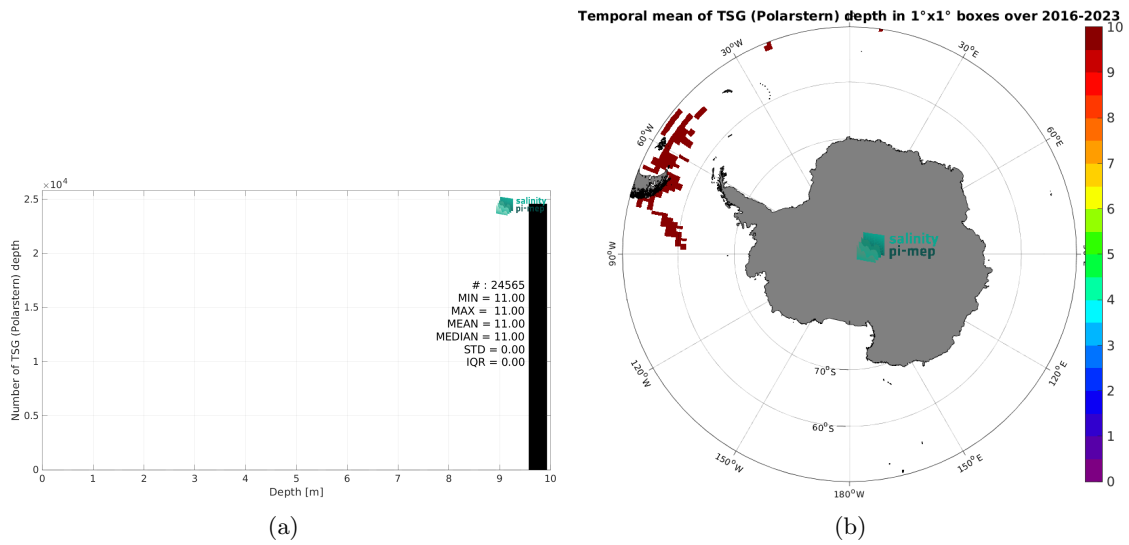 Temporal mean of TSG (Polarstern) depth in 1°x1° boxes over 2016-2023
×10⁴
2.5
2
1.5
1
0.5
0
Number of TSG (Polarstern) depth
salinity
pi-mep
# : 24565
MIN = 11.00
MAX = 11.00
MEAN = 11.00
MEDIAN = 11.00
STD = 0.00
IQR = 0.00
0 1 2 3 4 5 6 7 8 9 10
Depth [m]
(a)
30°W
30°E
60°W
60°E
90°W
120°W
120°E
150°W
150°E
180°W
70°S
60°S
salinity
pi-mep
10
9
8
7
6
5
4
3
2
1
0
(b)